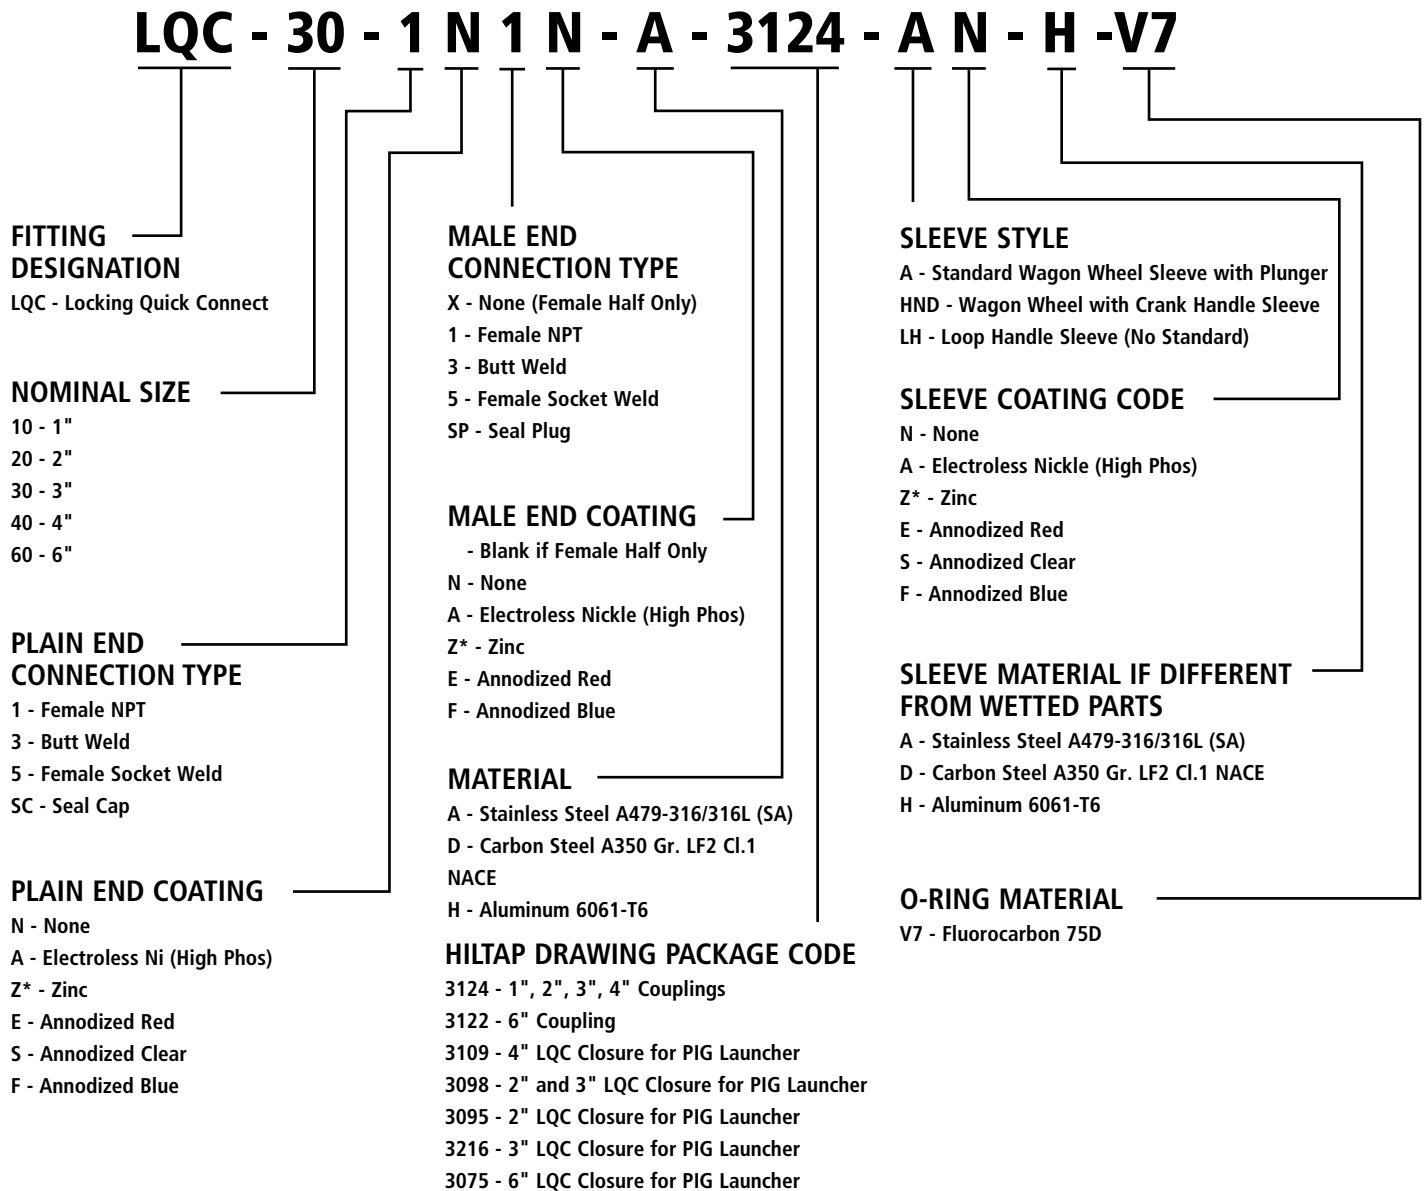 LQC - 30 - 1 N 1 N - A - 3124 - A N - H -V7
FITTING
DESIGNATION
LQC - Locking Quick Connect
NOMINAL SIZE
10 - 1"
20 - 2"
30 - 3"
40 - 4"
60 - 6"
PLAIN END
CONNECTION TYPE
1 - Female NPT
3 - Butt Weld
5 - Female Socket Weld
SC - Seal Cap
PLAIN END COATING
N - None
A - Electroless Ni (High Phos)
Z* - Zinc
E - Annodized Red
S - Annodized Clear
F - Annodized Blue
MALE END
CONNECTION TYPE
X - None (Female Half Only)
1 - Female NPT
3 - Butt Weld
5 - Female Socket Weld
SP - Seal Plug
MALE END COATING
- Blank if Female Half Only
N - None
A - Electroless Nickle (High Phos)
Z* - Zinc
E - Annodized Red
F - Annodized Blue
MATERIAL
A - Stainless Steel A479-316/316L (SA)
D - Carbon Steel A350 Gr. LF2 Cl.1
NACE
H - Aluminum 6061-T6
HILTAP DRAWING PACKAGE CODE
3124 - 1", 2", 3", 4" Couplings
3122 - 6" Coupling
3109 - 4" LQC Closure for PIG Launcher
3098 - 2" and 3" LQC Closure for PIG Launcher
3095 - 2" LQC Closure for PIG Launcher
3216 - 3" LQC Closure for PIG Launcher
3075 - 6" LQC Closure for PIG Launcher
SLEEVE STYLE
A - Standard Wagon Wheel Sleeve with Plunger
HND - Wagon Wheel with Crank Handle Sleeve
LH - Loop Handle Sleeve (No Standard)
SLEEVE COATING CODE
N - None
A - Electroless Nickle (High Phos)
Z* - Zinc
E - Annodized Red
S - Annodized Clear
F - Annodized Blue
SLEEVE MATERIAL IF DIFFERENT
FROM WETTED PARTS
A - Stainless Steel A479-316/316L (SA)
D - Carbon Steel A350 Gr. LF2 Cl.1 NACE
H - Aluminum 6061-T6
O-RING MATERIAL
V7 - Fluorocarbon 75D